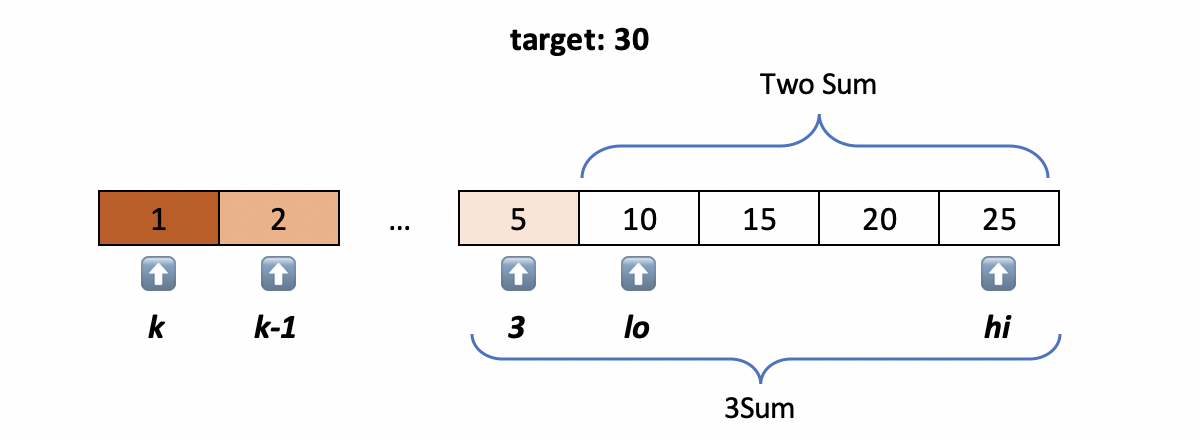 target: 30
Two Sum
1 2 ... 5 10 15 20 25
k k-1 3 lo hi
3Sum